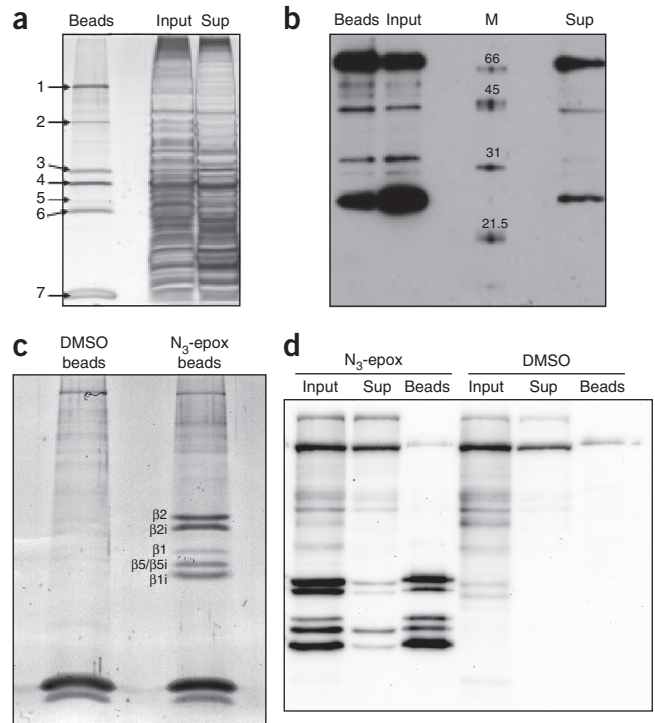 a
Beads Input Sup
1
2
3
4
5
6
7
b
Beads Input M Sup
66
45
31
21.5
c
DMSO beads
N₃-epox beads
β2
β2i
β1
β5/β5i
β1i
d
N₃-epox DMSO
Input Sup Beads Input Sup Beads